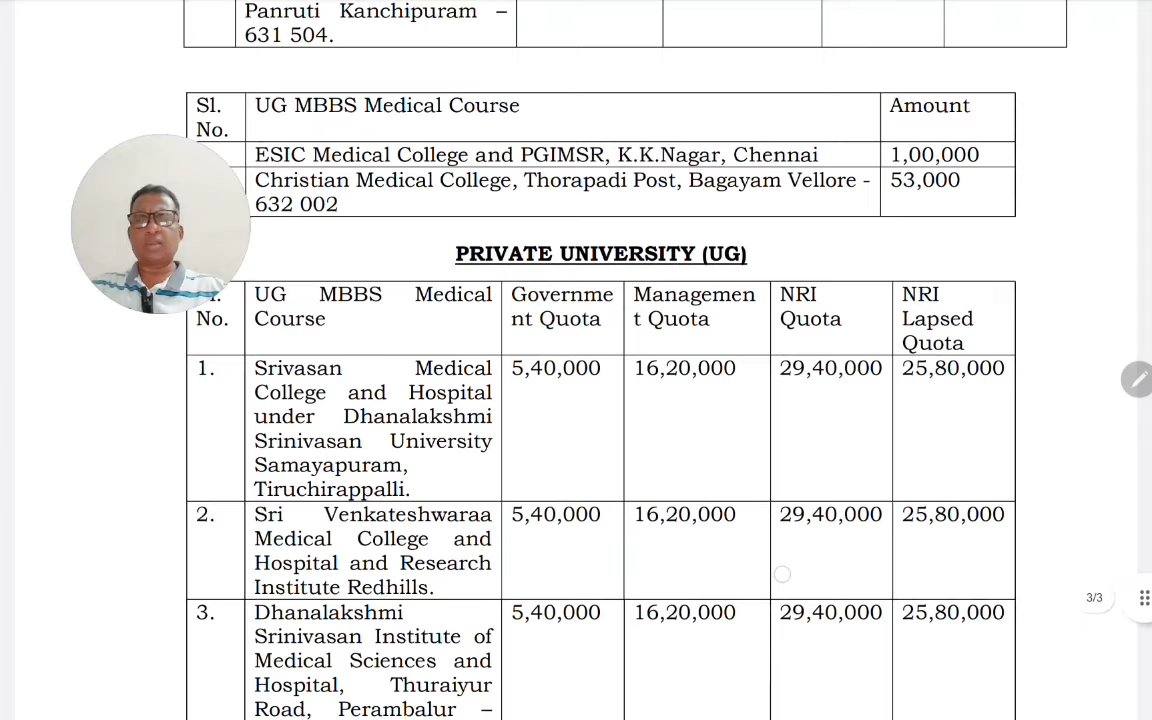 Panruti Kanchipuram –
631 504.
Sl. No. UG MBBS Medical Course Amount
ESIC Medical College and PGIMSR, K.K.Nagar, Chennai 1,00,000
Christian Medical College, Thorapadi Post, Bagayam Vellore - 53,000
632 002
PRIVATE UNIVERSITY (UG)
No. UG MBBS Medical Course Government Quota Management Quota NRI Quota NRI Lapsed Quota
1. Srivasan Medical 5,40,000 16,20,000 29,40,000 25,80,000
College and Hospital
under Dhanalakshmi
Srinivasan University
Samayapuram,
Tiruchirappalli.
2. Sri Venkateshwaraa 5,40,000 16,20,000 29,40,000 25,80,000
Medical College and
Hospital and Research
Institute Redhills.
3. Dhanalakshmi 5,40,000 16,20,000 29,40,000 25,80,000
Srinivasan Institute of
Medical Sciences and
Hospital, Thuraiyur
Road, Perambalur –
3/3